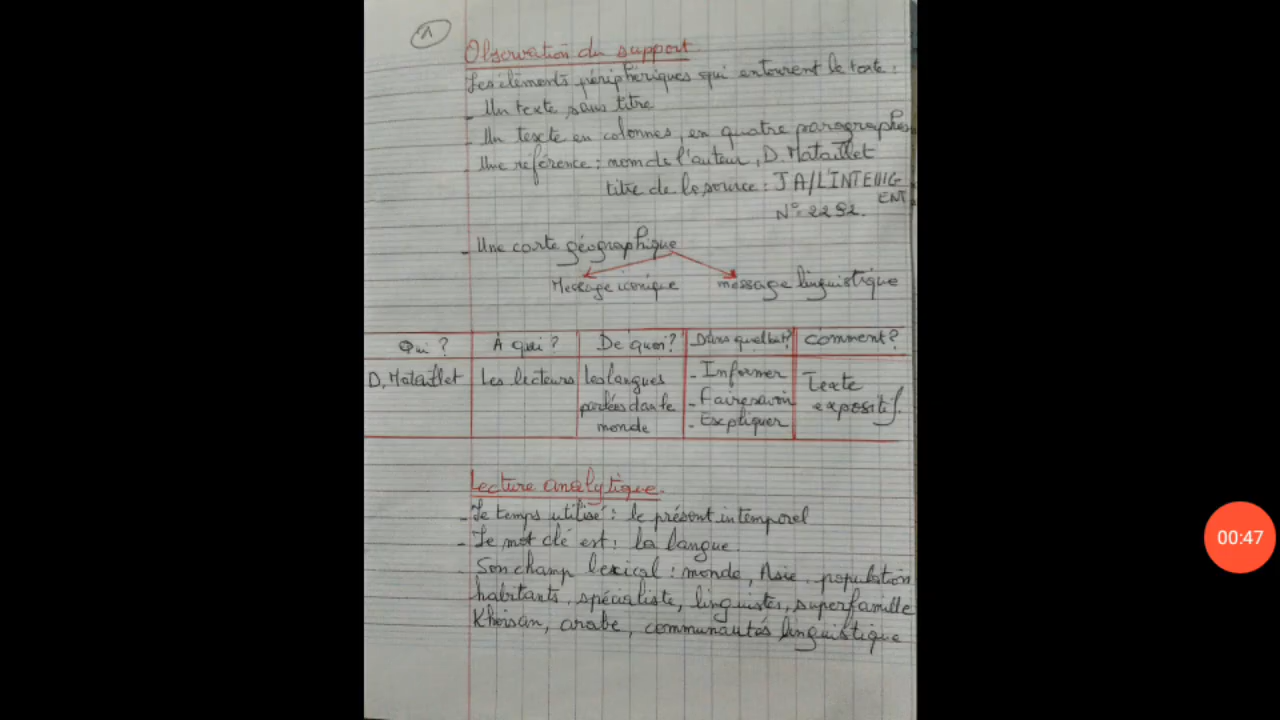 1
Observation du support
Les éléments périphériques qui entourent le texte :
- Un texte sans titre
- Un texte en colonnes, en quatre paragraphes
- Une référence : nom de l'auteur, D. Mataillet
titre de la source : JA/L'INTELLIG
ENT
N° 2292.
- Une carte géographique
Message iconique message linguistique
Qui ? À qui ? De quoi ? Dans quel but ? Comment ?
D. Mataillet Les lecteurs les langues - Informer Texte
parlées dans le - Faire savoir expositif.
monde - Expliquer
Lecture analytique.
- Le temps utilisé : le présent intemporel
- Le mot clé est : la langue.
- Son champ lexical : monde, Asie, population
habitants, spécialiste, linguistes, superfamille
Khoisan, arabe, communautés linguistique
00:47